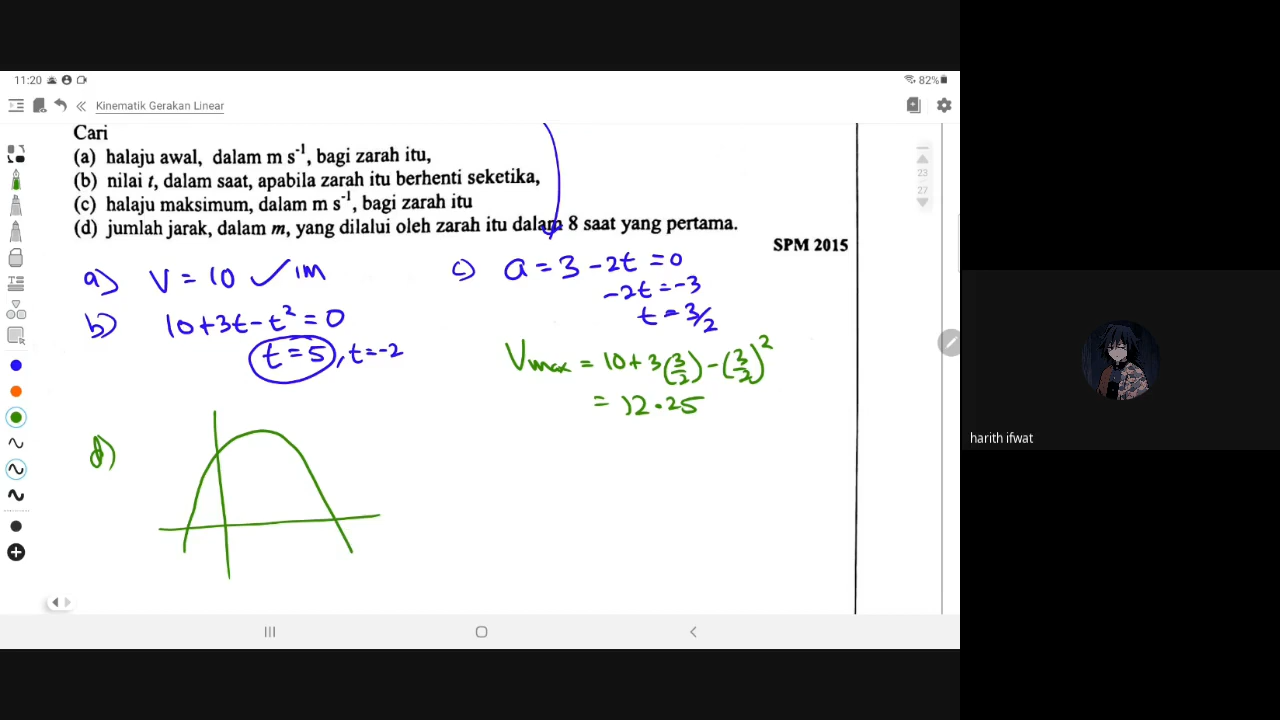 11:20
82%
Kinematik Gerakan Linear
Cari
(a) halaju awal, dalam m s⁻¹, bagi zarah itu,
(b) nilai t, dalam saat, apabila zarah itu berhenti seketika,
(c) halaju maksimum, dalam m s⁻¹, bagi zarah itu
(d) jumlah jarak, dalam m, yang dilalui oleh zarah itu dalam 8 saat yang pertama.
SPM 2015
23
27
a) V = 10 ✓ 1m
b) 10+3t-t² = 0
t = 5, t=-2
c) a = 3 - 2t = 0
-2t = -3
t = 3/2
Vmax = 10+3(3/2)-(3/2)²
= 12.25
d)
harith ifwat